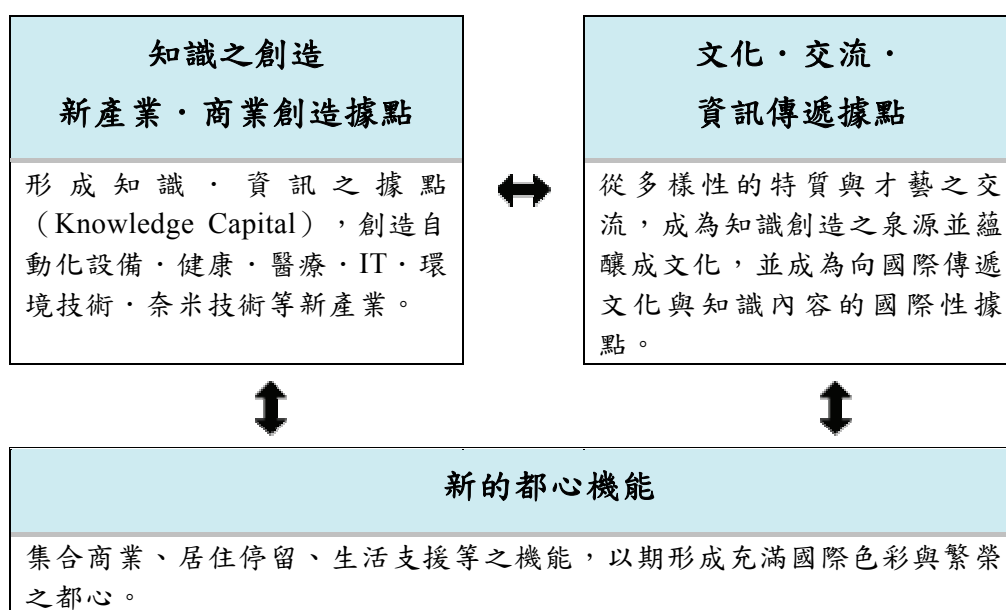 知識之創造
新產業・商業創造據點
形成知識・資訊之據點
（Knowledge Capital），創造自
動化設備・健康・醫療・IT・環
境技術・奈米技術等新產業。
文化・交流・
資訊傳遞據點
從多樣性的特質與才藝之交
流，成為知識創造之泉源並蘊
釀成文化，並成為向國際傳遞
文化與知識內容的國際性據
點。
新的都心機能
集合商業、居住停留、生活支援等之機能，以期形成充滿國際色彩與繁榮
之都心。